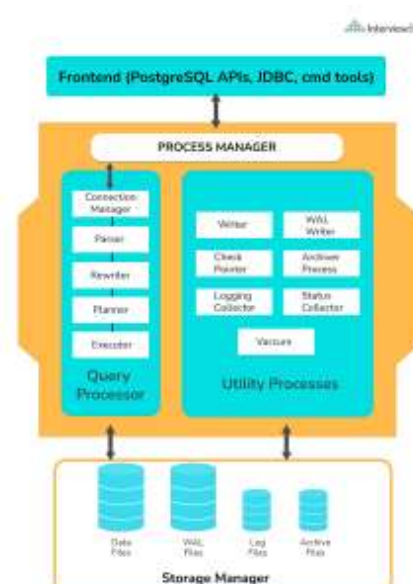 Frontend (PostgreSQL APIs, JDBC, cmd tools)
PROCESS MANAGER
Connection
Manager
Parser
Rewriter
Planner
Executor
Query
Processor
Writer
WAL
Writer
Check
Pointer
Archiver
Process
Logging
Collector
Status
Collector
Vacuum
Utility Processes
Data
Files
WAL
Files
Log
Files
Archive
Files
Storage Manager